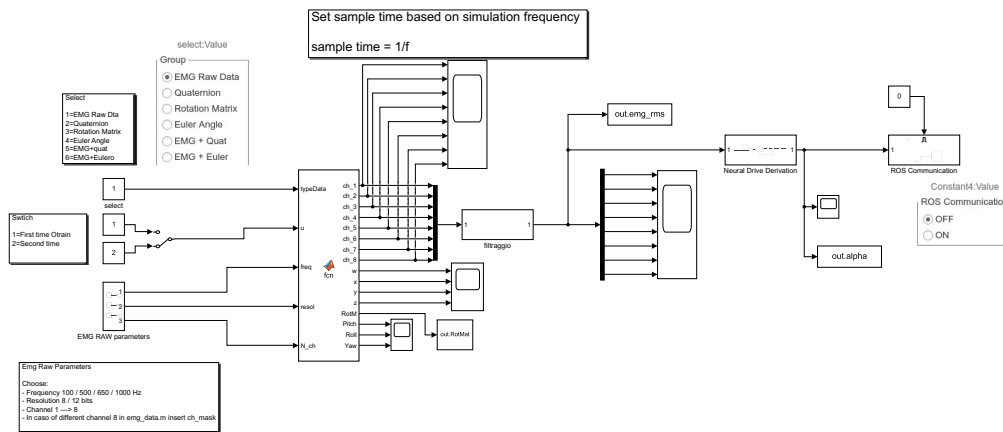 Set sample time based on simulation frequency
sample time = 1/f
select:Value
Group
EMG Raw Data
Quaternion
Rotation Matrix
Euler Angle
EMG + Quat
EMG + Euler
Select
1=EMG Raw Dta
2=Quaternion
3=Rotation Matrix
4=Euler Angle
5=EMG+quat
6=EMG+Eulero
1
select
Swtich
1=First time Otrain
2=Second time
1
2
1
2
3
EMG RAW parameters
typeData
u
freq
resol
N_ch
fcn
ch_1
ch_2
ch_3
ch_4
ch_5
ch_6
ch_7
ch_8
w
x
y
z
RotM
Pitch
Roll
Yaw
out.RotMat
1
1
filtraggio
out.emg_rms
1
1
Neural Drive Derivation
out.alpha
0
1
ROS Communication
Constant4:Value
ROS Communicatio
OFF
ON
Emg Raw Parameters
Choose:
- Frequency 100 / 500 / 650 / 1000 Hz
- Resolution 8 / 12 bits
- Channel 1 ---> 8
- In caso of different channel 8 in emg_data.m insert ch_mask